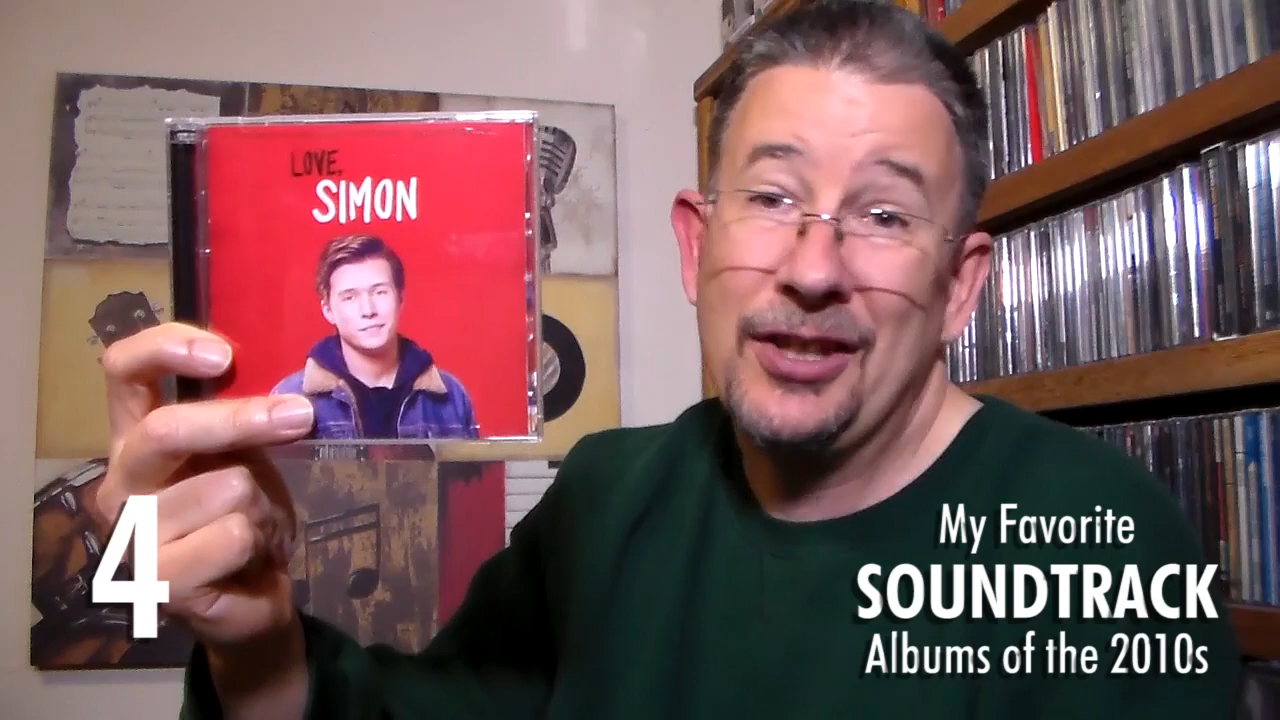 LOVE,
SIMON
4
My Favorite
SOUNDTRACK
Albums of the 2010s